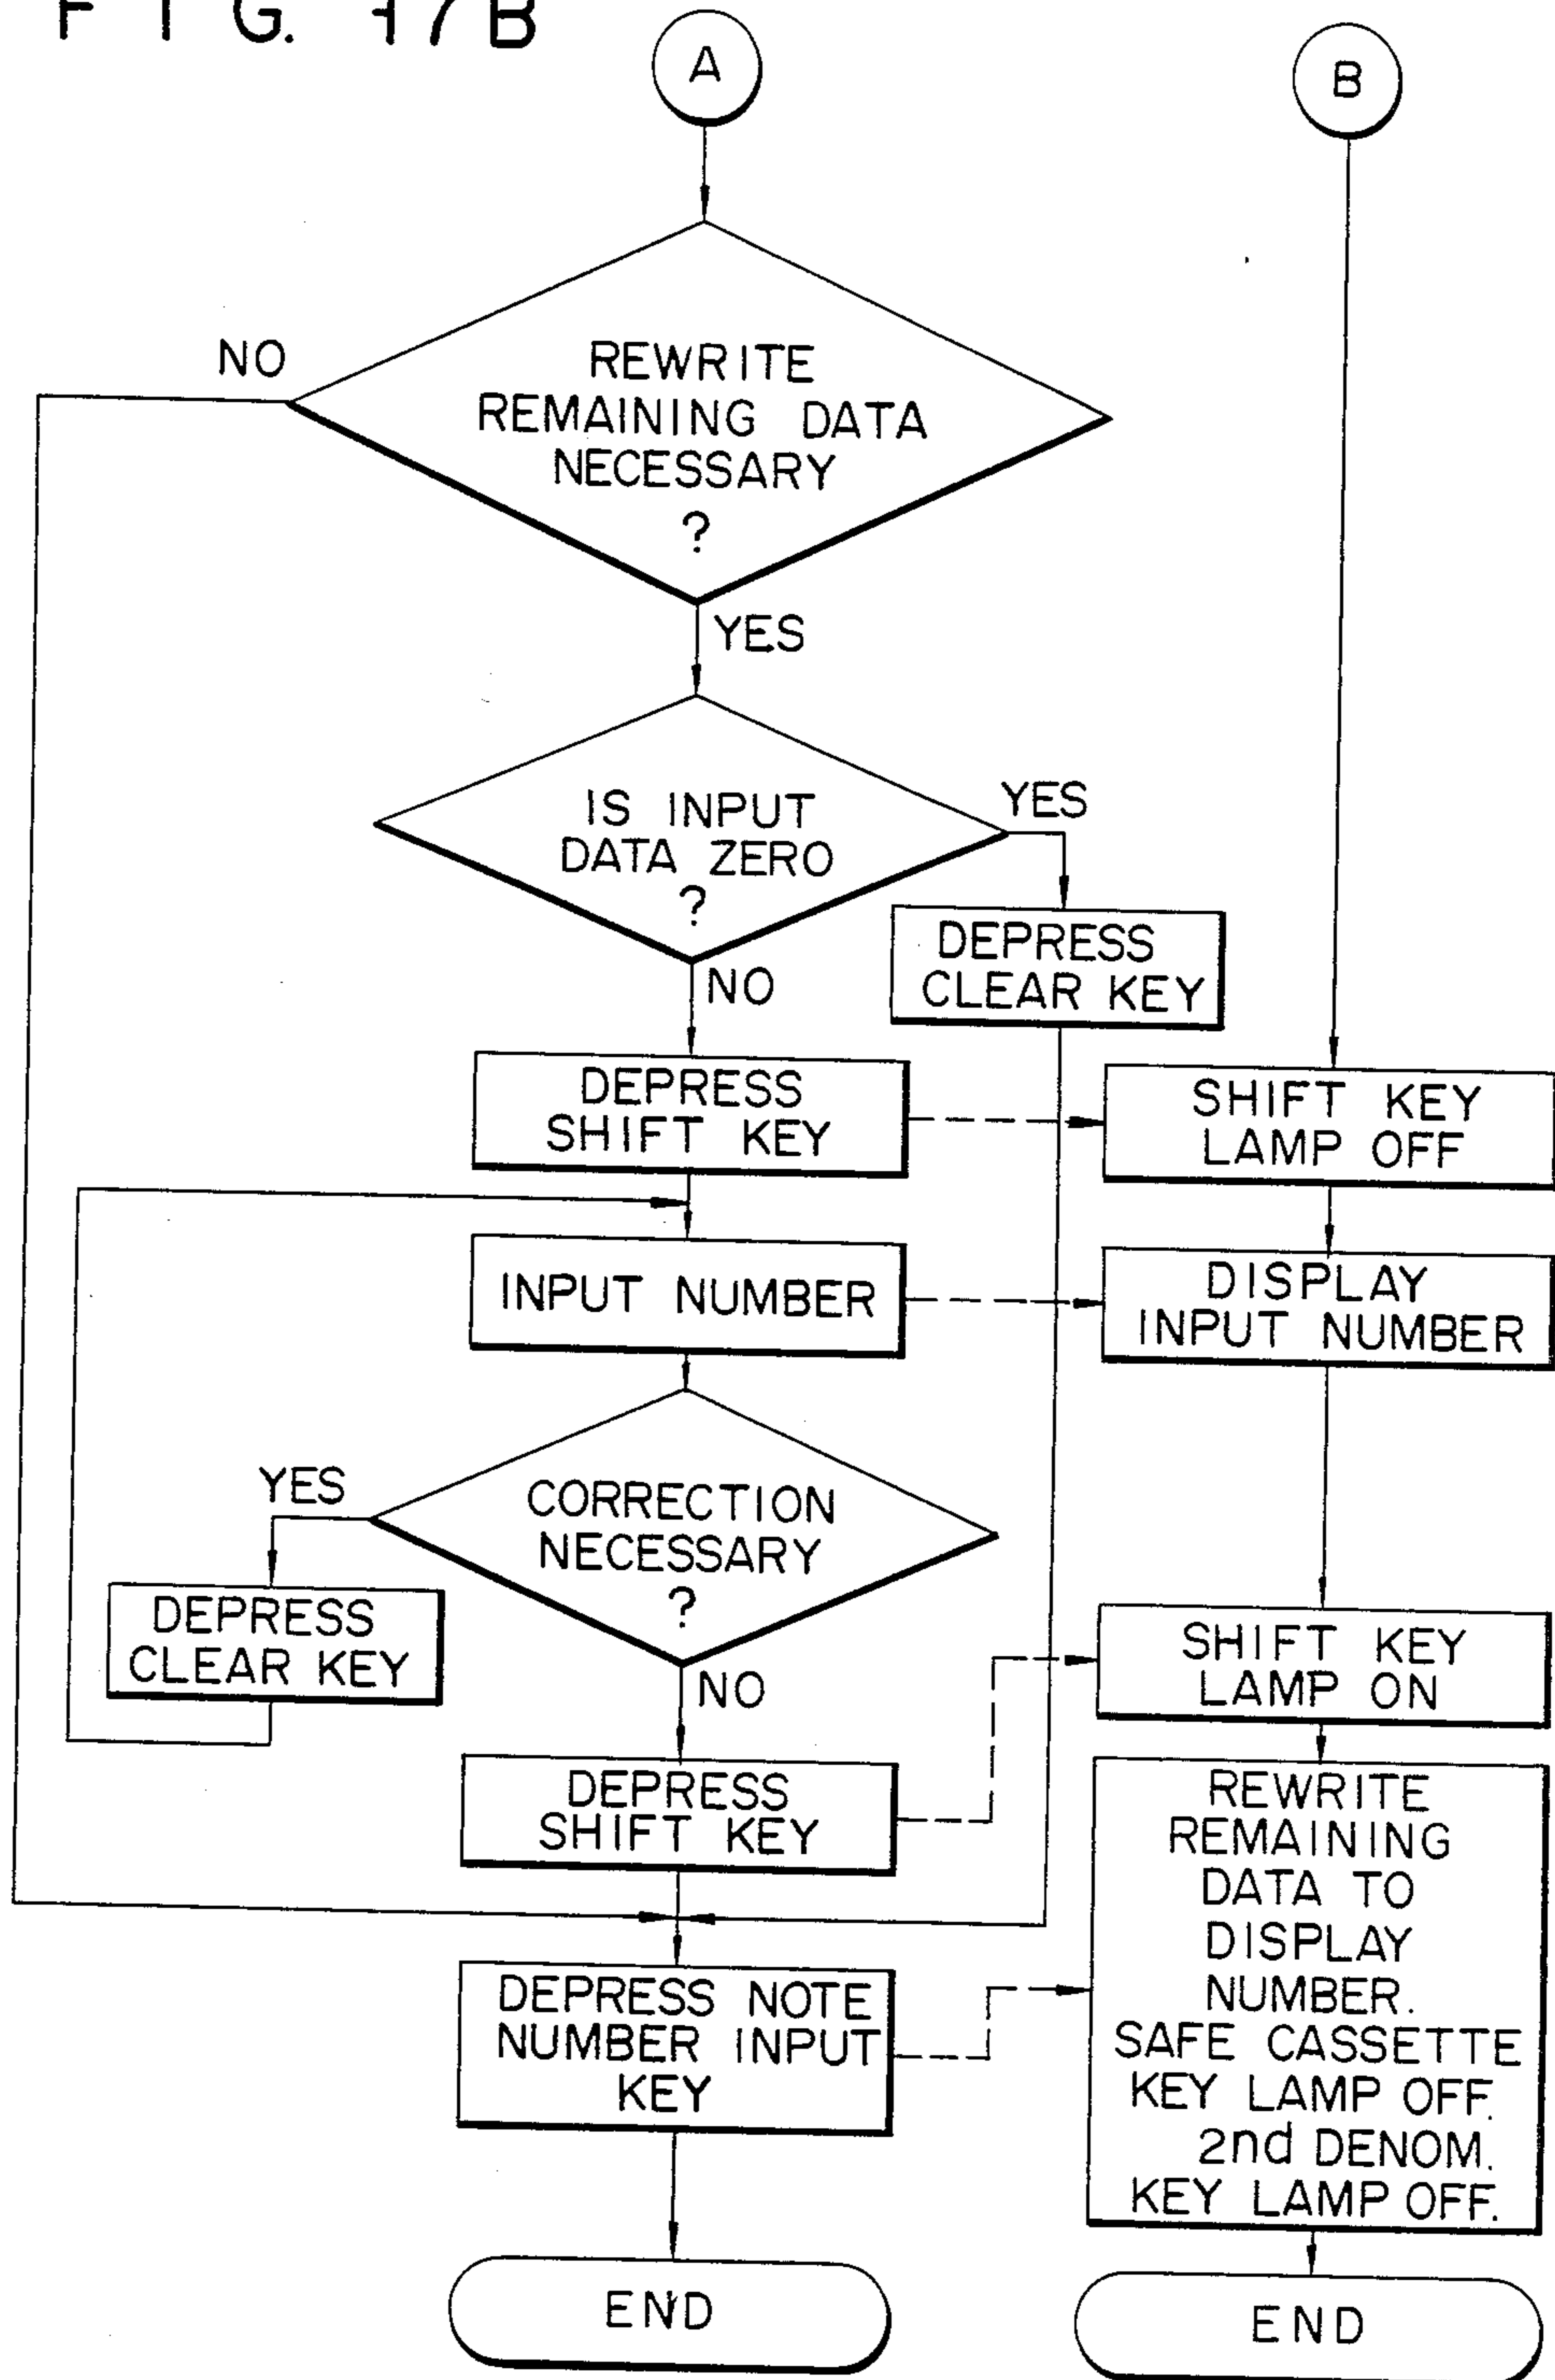 FIG. 17B
A
B
NO
REWRITE
REMAINING DATA
NECESSARY
?
YES
IS INPUT
DATA ZERO
?
YES
DEPRESS
CLEAR KEY
NO
DEPRESS
SHIFT KEY
SHIFT KEY
LAMP OFF
INPUT NUMBER
DISPLAY
INPUT NUMBER
YES
CORRECTION
NECESSARY
?
DEPRESS
CLEAR KEY
NO
SHIFT KEY
LAMP ON
DEPRESS
SHIFT KEY
REWRITE
REMAINING
DATA TO
DISPLAY
NUMBER.
SAFE CASSETTE
KEY LAMP OFF.
2nd DENOM.
KEY LAMP OFF.
DEPRESS NOTE
NUMBER INPUT
KEY
END
END